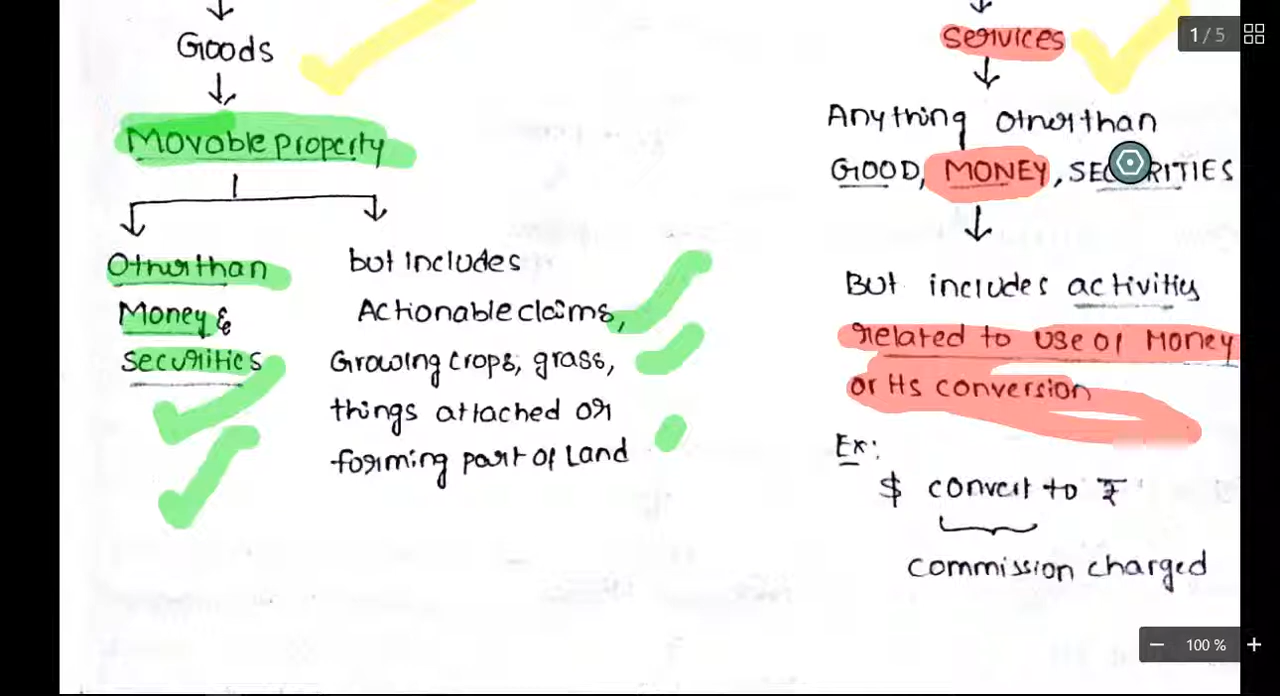 Goods
Movable property
Other than
Money &
securities
but includes
Actionable claims,
Growing crops, grass,
things attached or
forming part of Land
Services
Anything other than
GOOD, MONEY, SECURITIES
But includes activities
related to use of Money
or Its conversion
Ex:
$ convert to ₹
commission charged
1 / 5
100 %